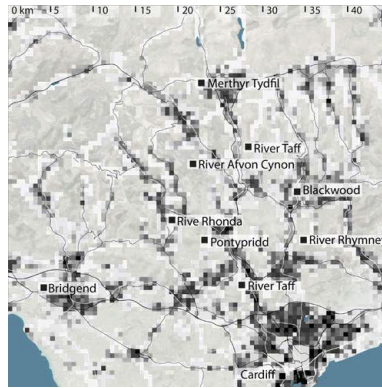 0 km 5 10 15 20 25 30 35 40
Merthyr Tydfil
River Taff
River Afvon Cynon
Blackwood
Rive Rhonda
Pontypridd
River Rhymne
River Taff
Bridgend
Cardiff